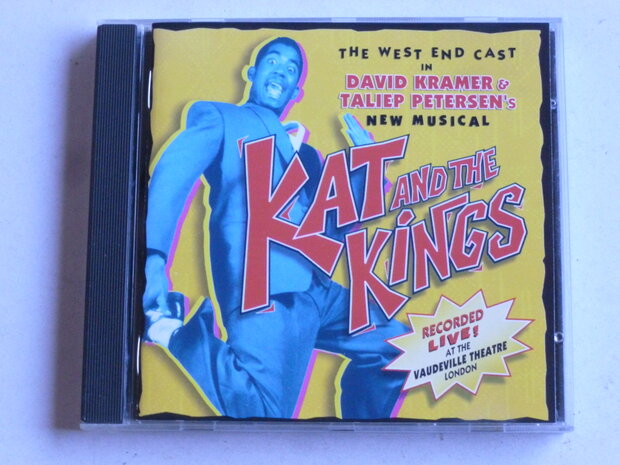 THE WEST END CAST
IN
DAVID KRAMER &
TALIEP PETERSEN's
NEW MUSICAL
KAT AND THE
KINGS
RECORDED
LIVE!
AT THE
VAUDEVILLE THEATRE
LONDON